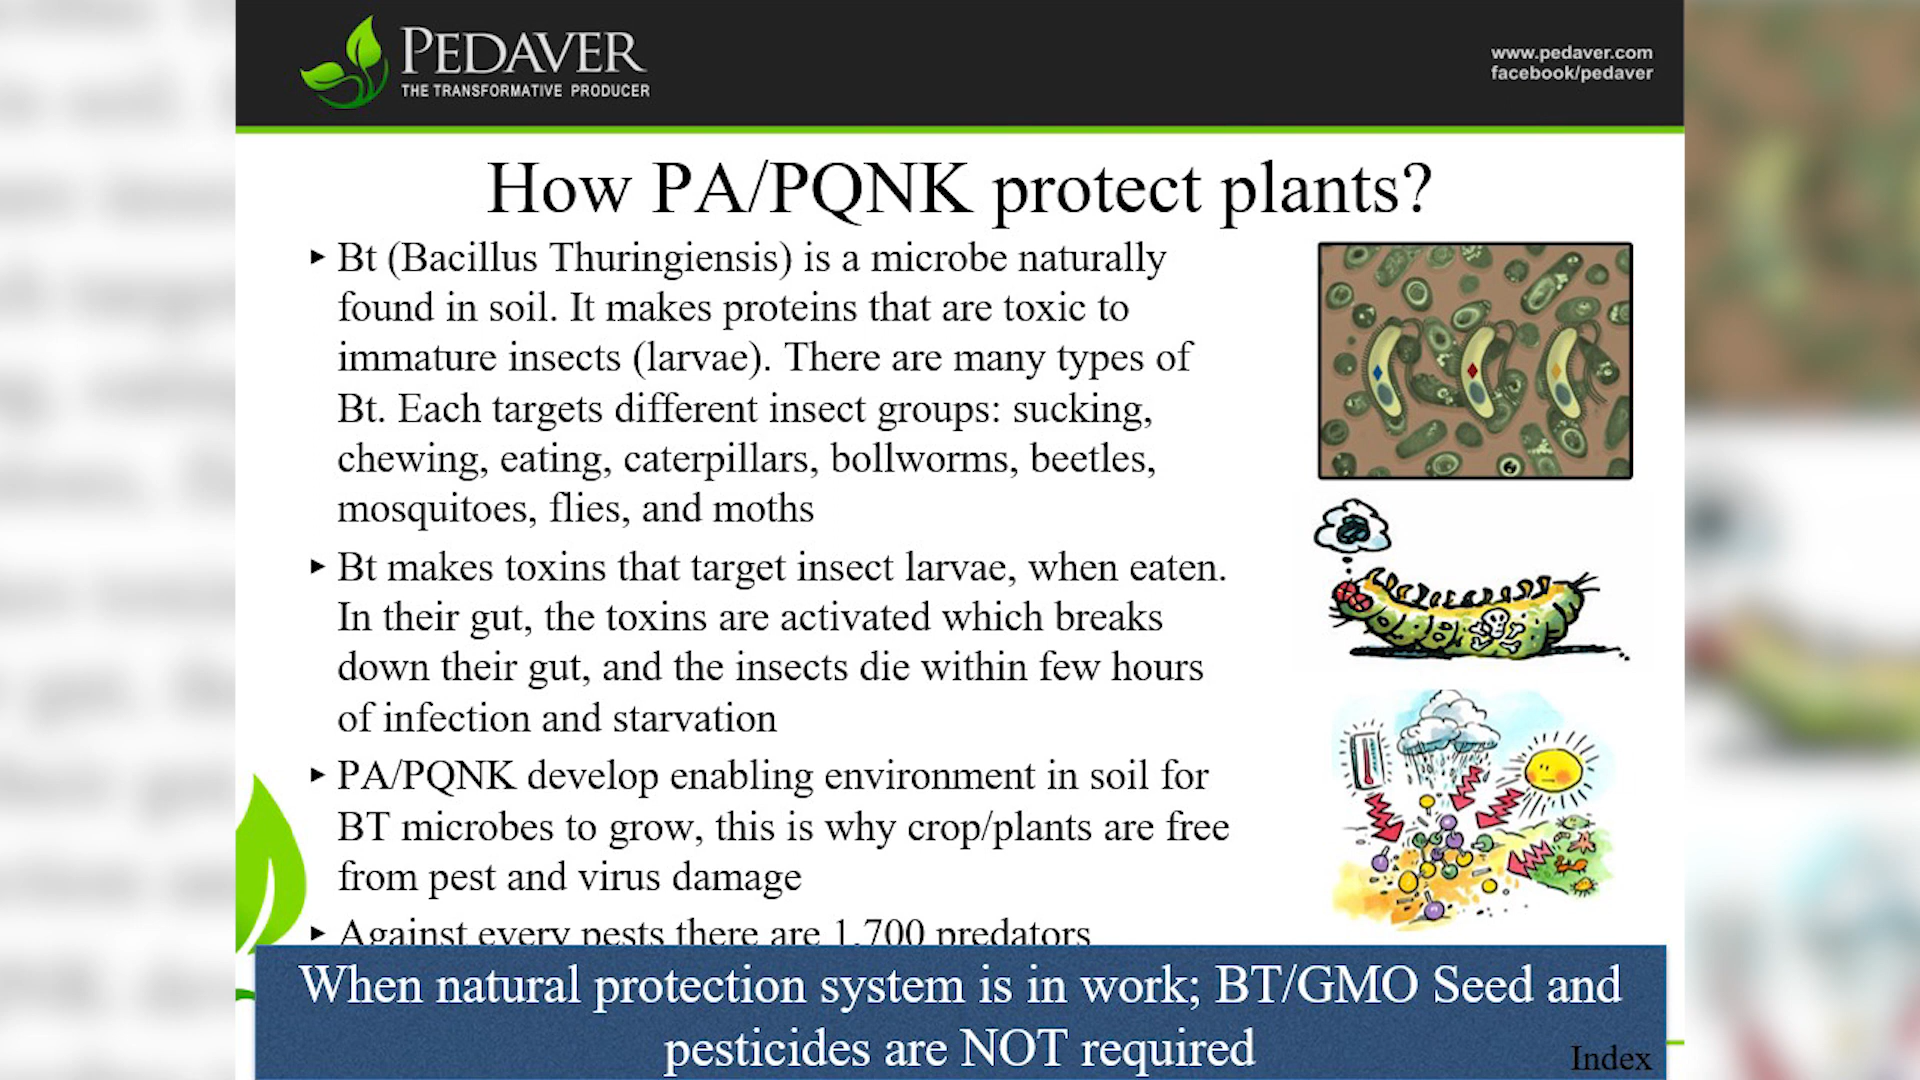 PEDAVER
THE TRANSFORMATIVE PRODUCER
www.pedaver.com
facebook/pedaver
How PA/PQNK protect plants?
‣ Bt (Bacillus Thuringiensis) is a microbe naturally
found in soil. It makes proteins that are toxic to
immature insects (larvae). There are many types of
Bt. Each targets different insect groups: sucking,
chewing, eating, caterpillars, bollworms, beetles,
mosquitoes, flies, and moths
‣ Bt makes toxins that target insect larvae, when eaten.
In their gut, the toxins are activated which breaks
down their gut, and the insects die within few hours
of infection and starvation
‣ PA/PQNK develop enabling environment in soil for
BT microbes to grow, this is why crop/plants are free
from pest and virus damage
‣ Against every pests there are 1,700 predators
When natural protection system is in work; BT/GMO Seed and
pesticides are NOT required
Index